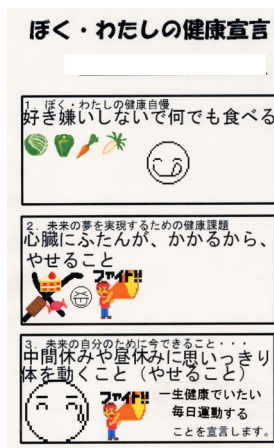 ぼく・わたしの健康宣言
1．ぼく・わたしの健康自慢
好き嫌いしないで何でも食べる
2．未来の夢を実現するための健康課題
心臓にふたんが、かかるから、
やせること
ファイト!!
3．未来の自分のために今できること・・・
中間休みや昼休みに思いっきり
体を動くこと（やせること）
ファイト!!
一生健康でいたい
毎日運動する
ことを宣言します。